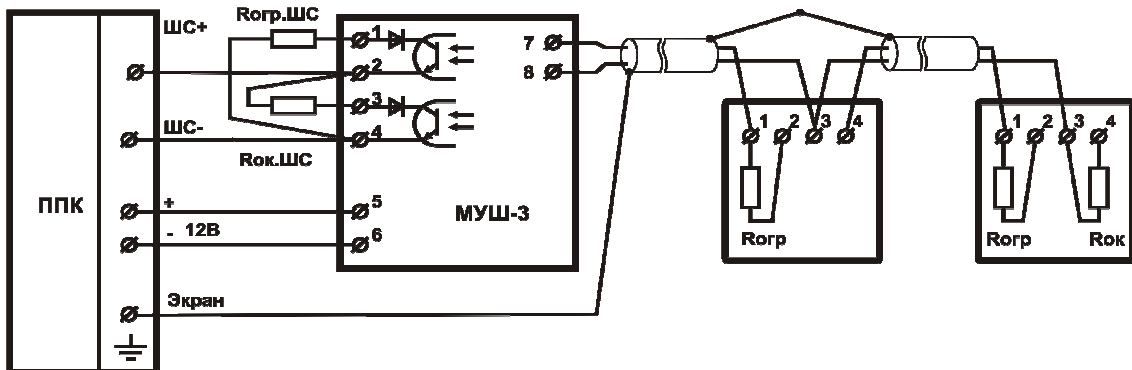 ШС+
Rогр.ШС
1
2
3
4
ШС-
Rок.ШС
ППК
МУШ-3
+
5
- 12В
6
Экран
7
8
1 2 3 4
Rогр
1 2 3 4
Rогр
Rок